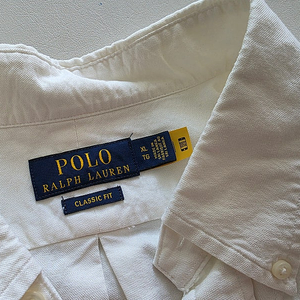 POLO
RALPH LAUREN
CLASSIC FIT
XL
TG